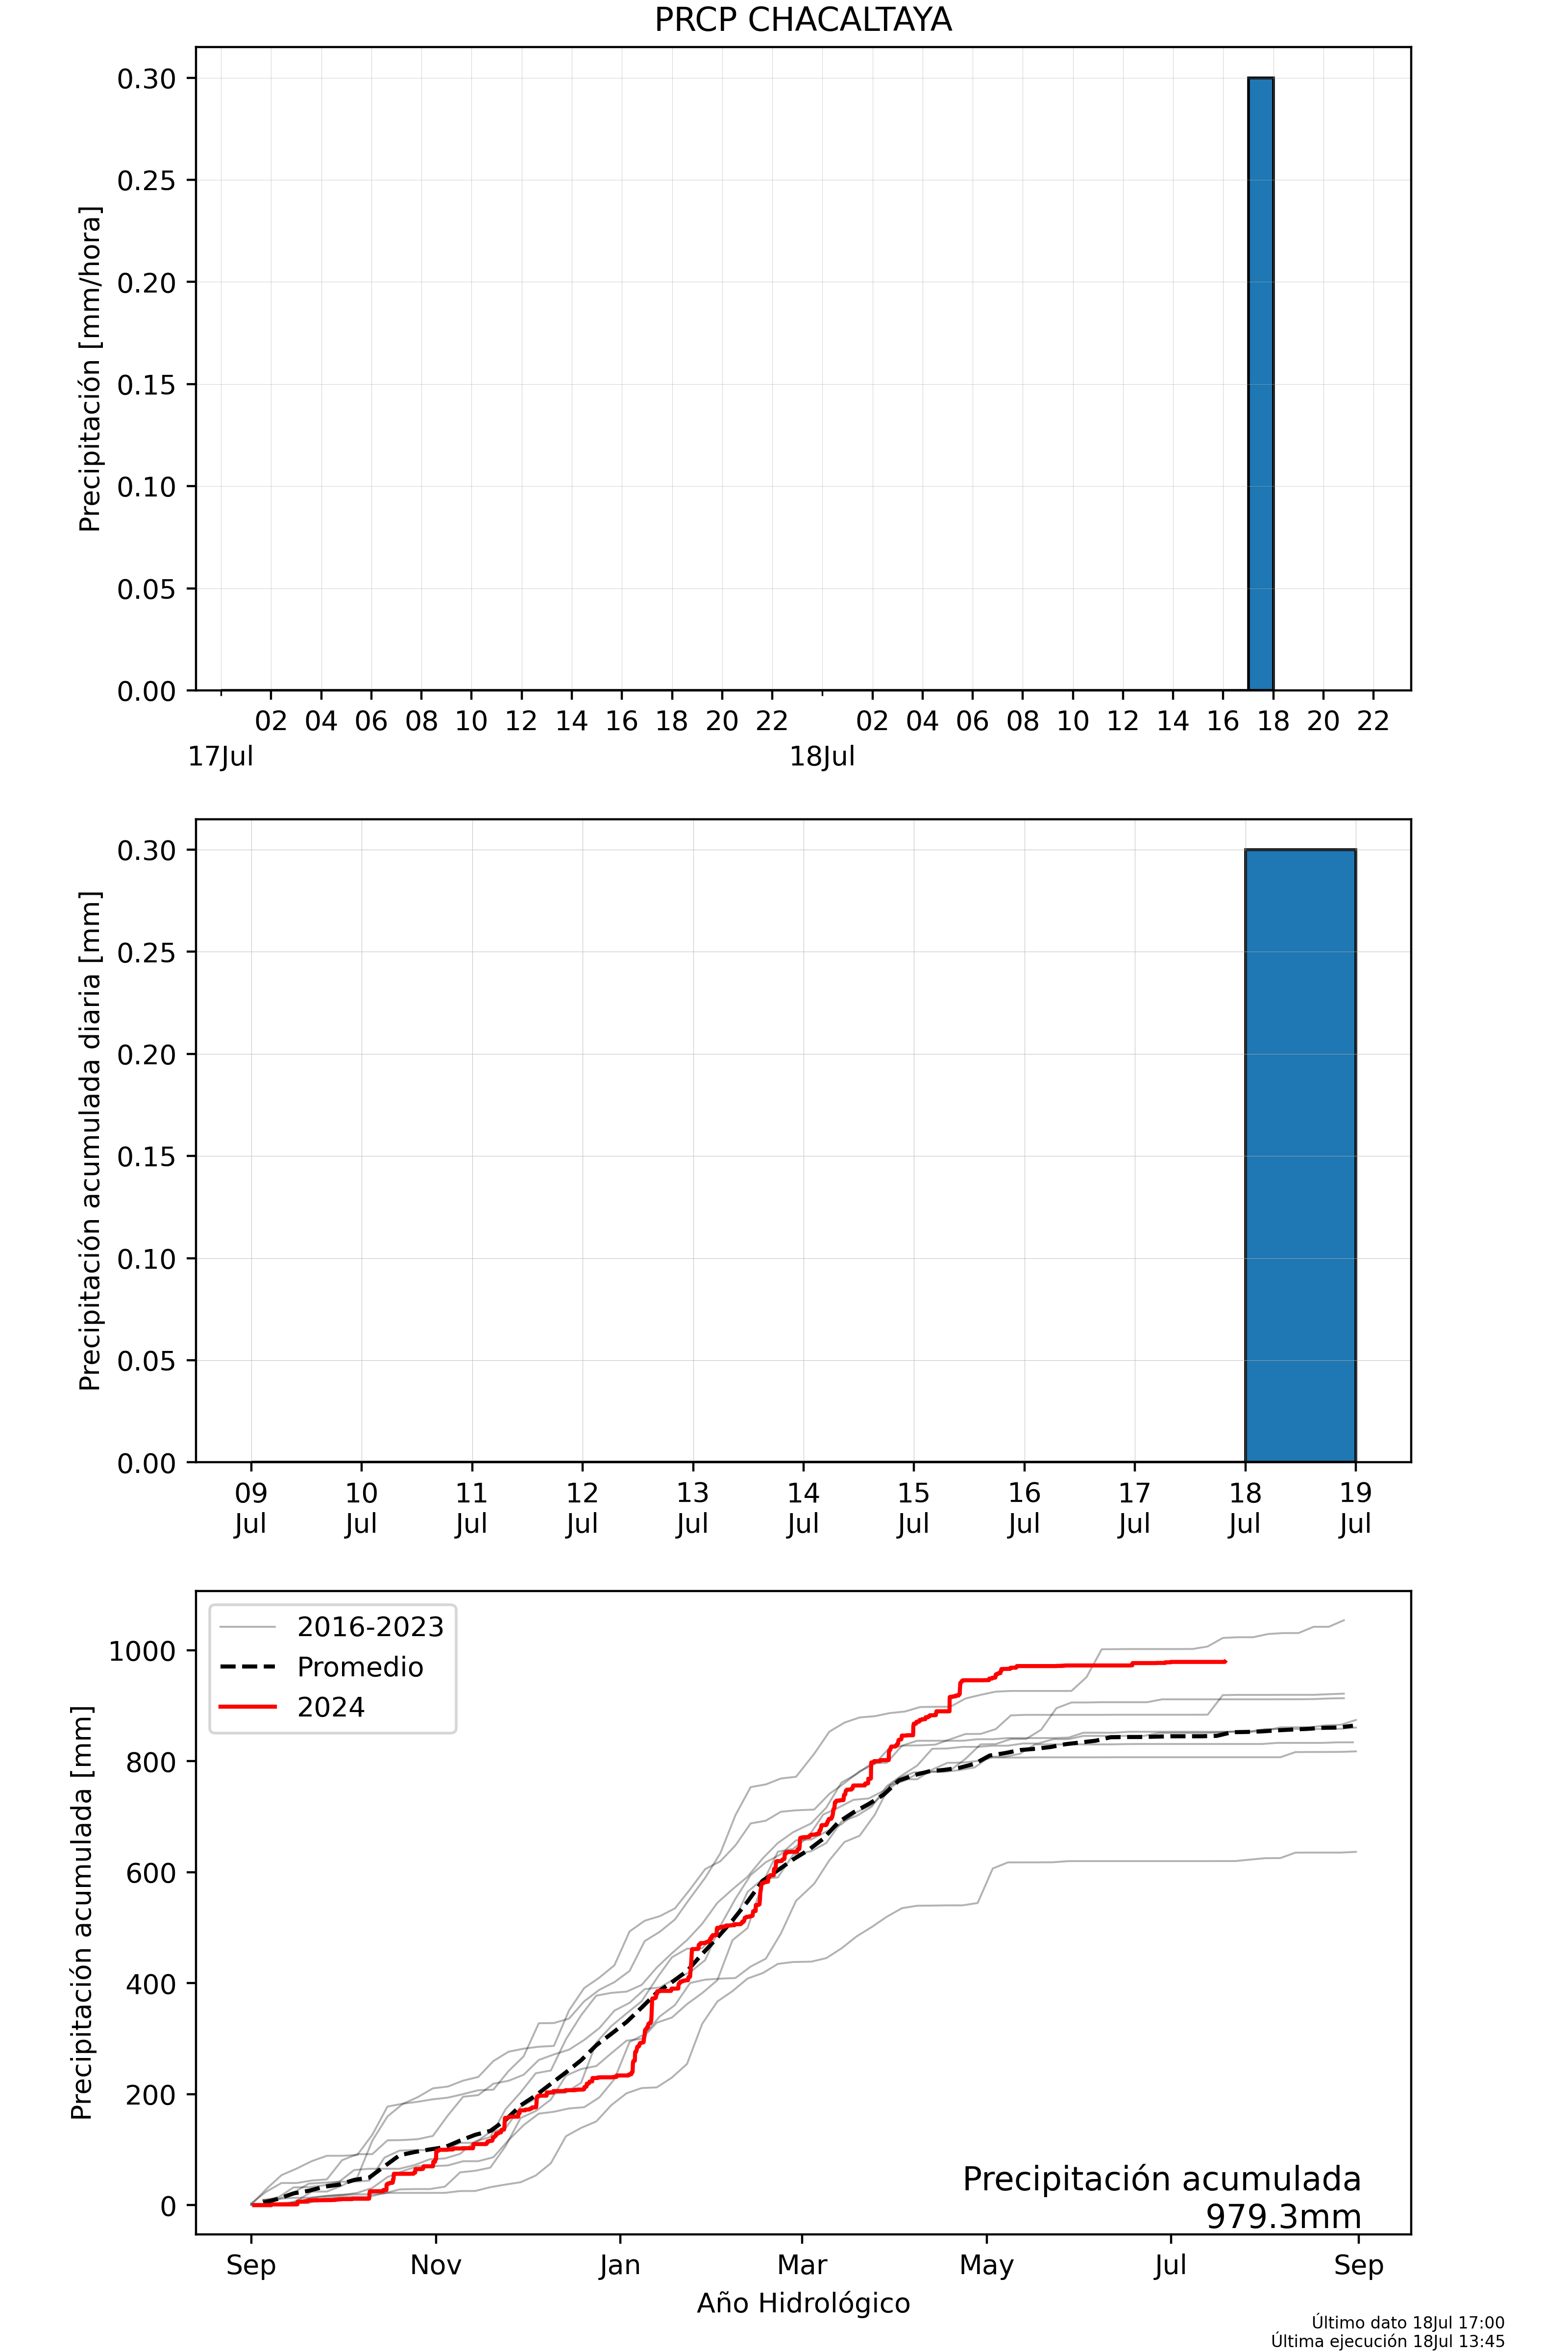 PRCP CHACALTAYA
Precipitación [mm/hora]
0.30
0.25
0.20
0.15
0.10
0.05
0.00
02 04 06 08 10 12 14 16 18 20 22 02 04 06 08 10 12 14 16 18 20 22
17Jul 18Jul
Precipitación acumulada diaria [mm]
0.30
0.25
0.20
0.15
0.10
0.05
0.00
09 10 11 12 13 14 15 16 17 18 19
Jul Jul Jul Jul Jul Jul Jul Jul Jul Jul Jul
Precipitación acumulada [mm]
1000
800
600
400
200
0
2016-2023
Promedio
2024
Precipitación acumulada
979.3mm
Sep Nov Jan Mar May Jul Sep
Año Hidrológico
Último dato 18Jul 17:00
Última ejecución 18Jul 13:45